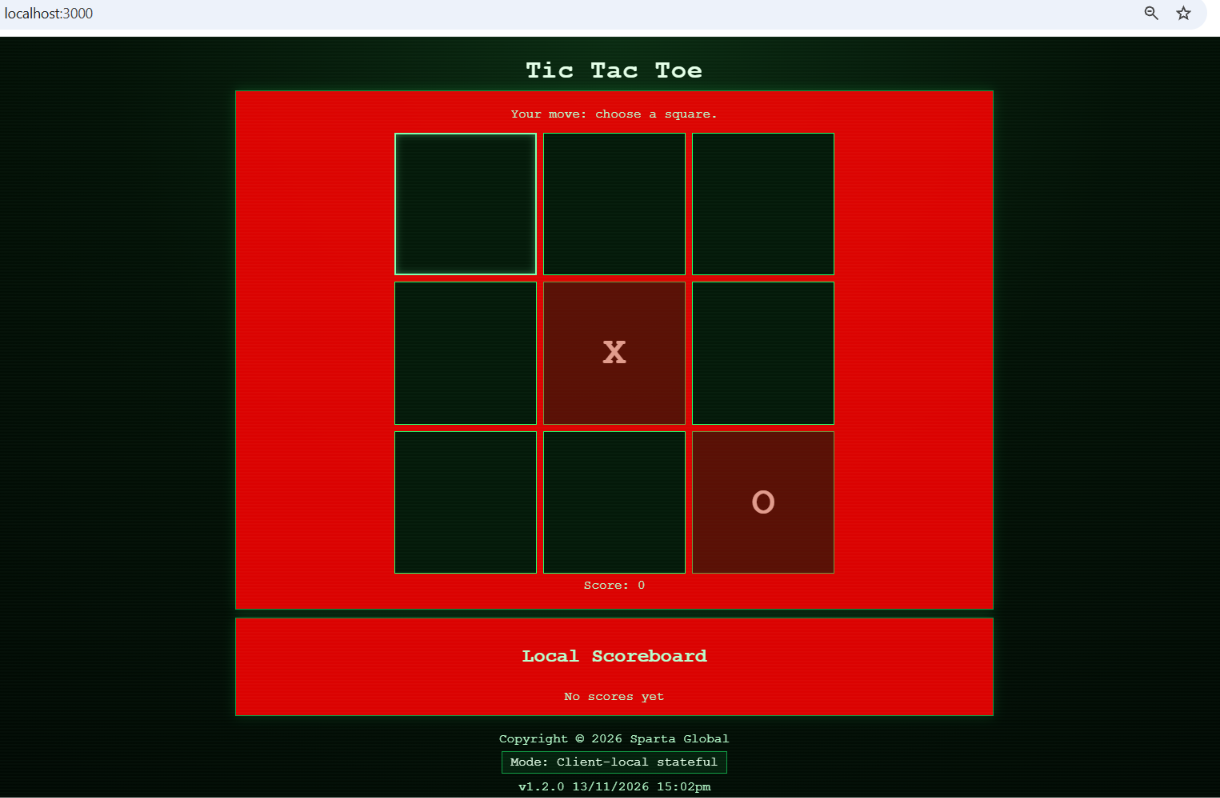 localhost:3000
Tic Tac Toe
Your move: choose a square.
X
O
Score: 0
Local Scoreboard
No scores yet
Copyright © 2026 Sparta Global
Mode: Client-local stateful
v1.2.0 13/11/2026 15:02pm